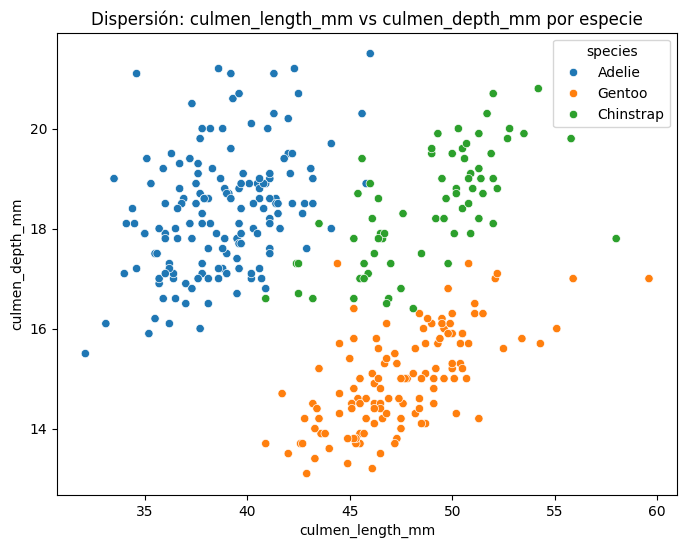 Dispersión: culmen_length_mm vs culmen_depth_mm por especie
species
Adelie
Gentoo
Chinstrap
culmen_depth_mm
20
18
16
14
35
40
45
50
55
60
culmen_length_mm